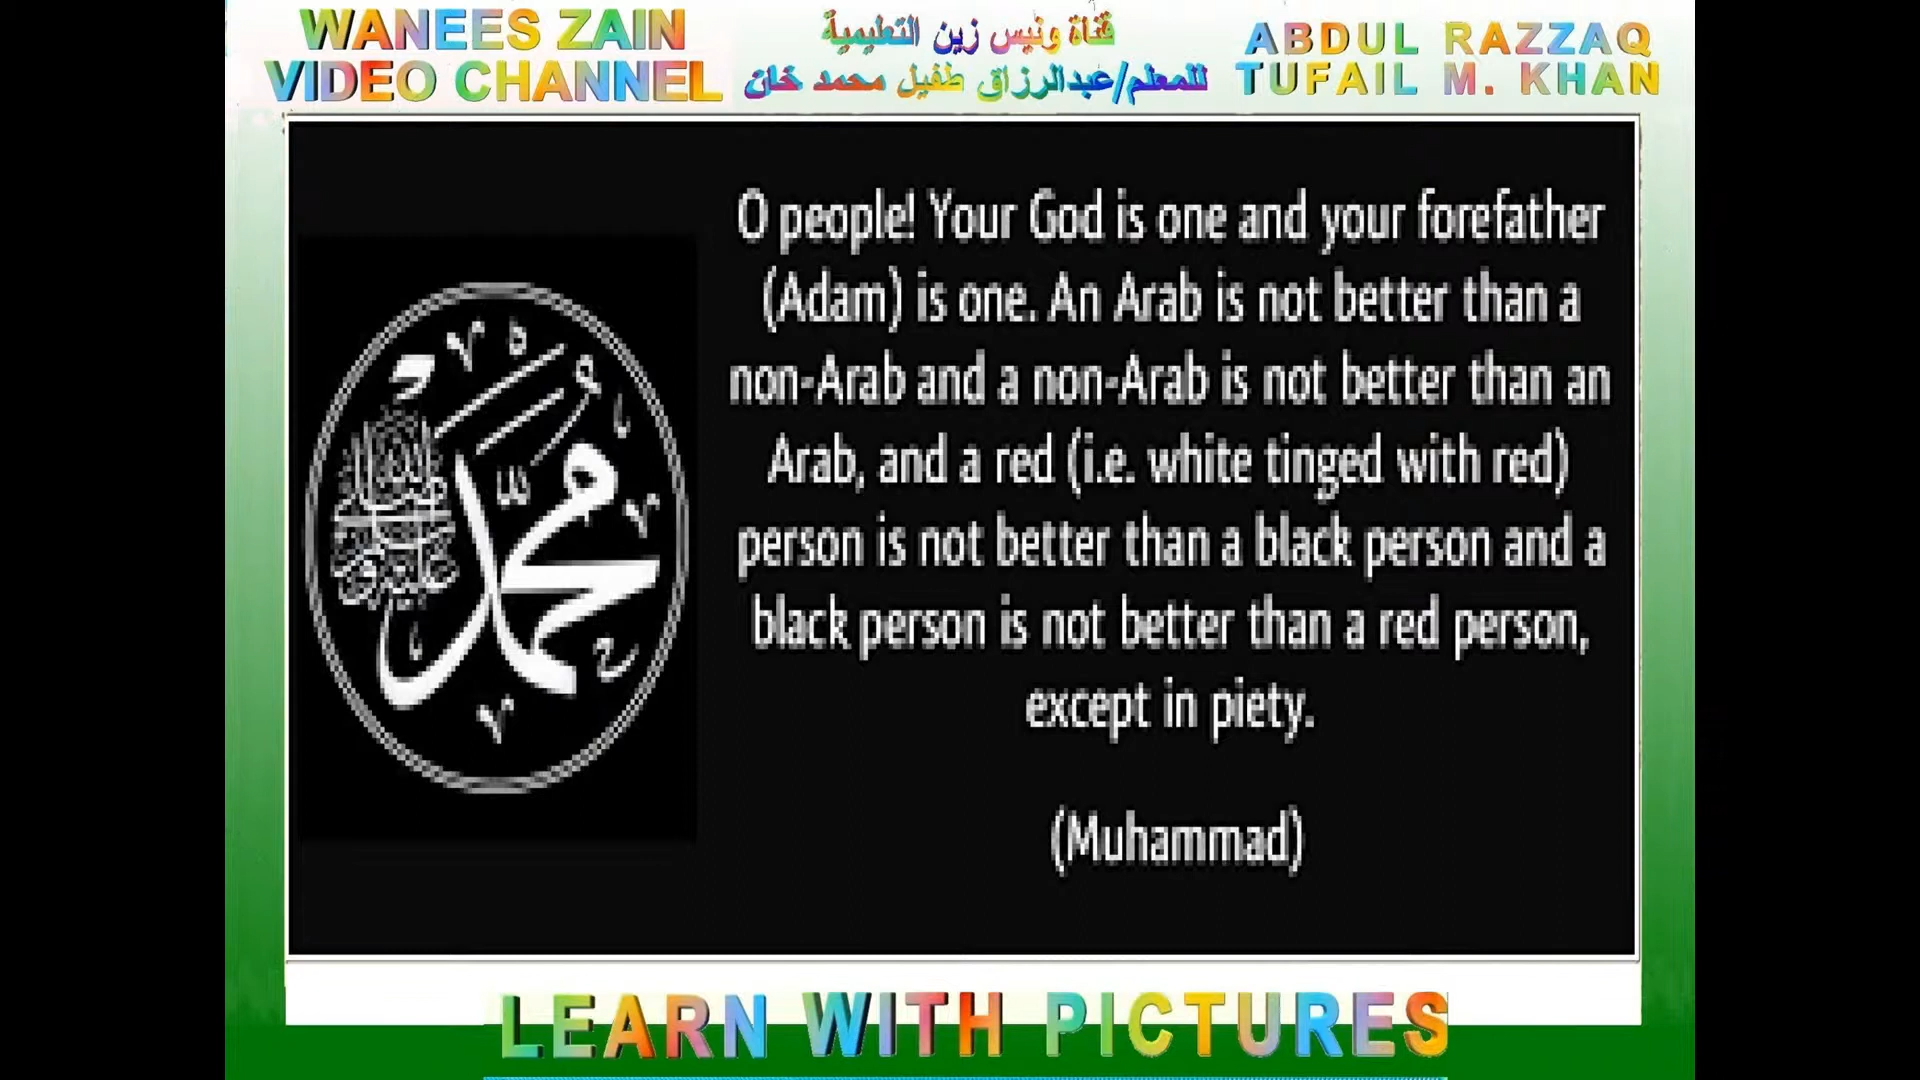 WANEES ZAIN
VIDEO CHANNEL
قناة ونيس زين التعليمية
للمعلم/عبدالرزاق طفيل محمد خان
ABDUL RAZZAQ
TUFAIL M. KHAN
محمد
O people! Your God is one and your forefather
(Adam) is one. An Arab is not better than a
non-Arab and a non-Arab is not better than an
Arab, and a red (i.e. white tinged with red)
person is not better than a black person and a
black person is not better than a red person,
except in piety.
(Muhammad)
LEARN WITH PICTURES